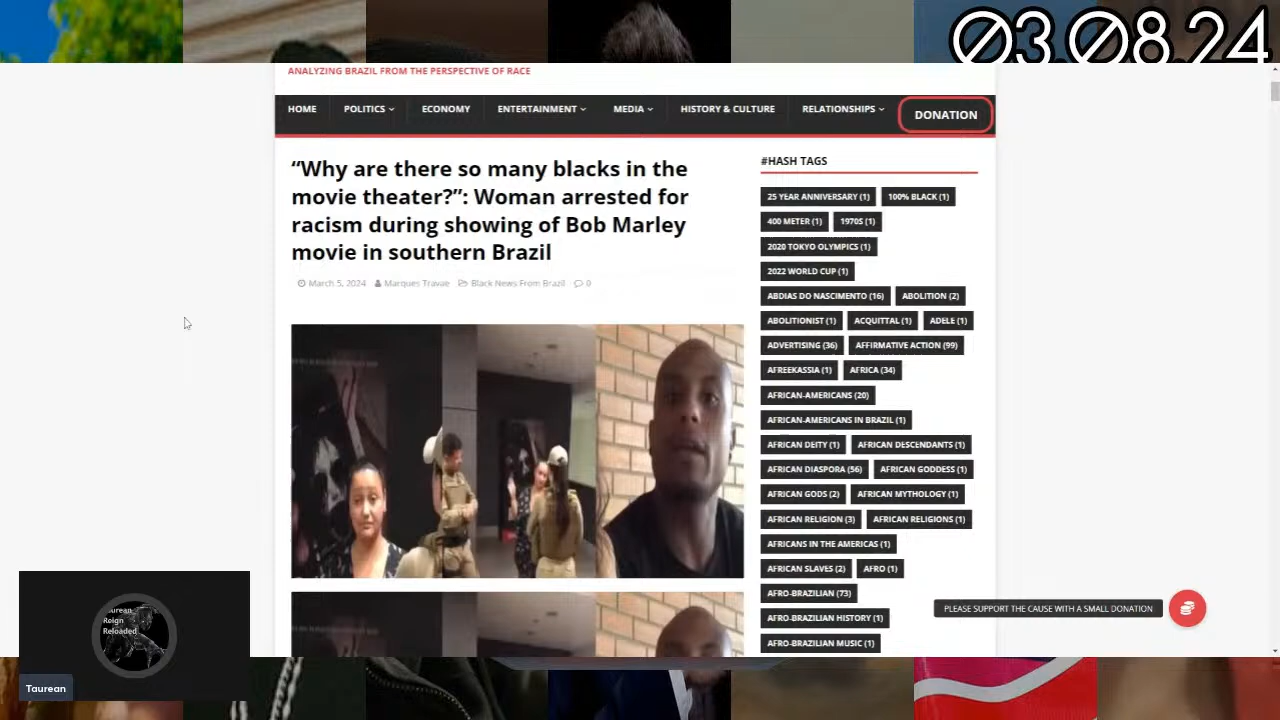 03.08.24
ANALYZING BRAZIL FROM THE PERSPECTIVE OF RACE
HOME POLITICS ECONOMY ENTERTAINMENT MEDIA HISTORY & CULTURE RELATIONSHIPS DONATION
“Why are there so many blacks in the
movie theater?”: Woman arrested for
racism during showing of Bob Marley
movie in southern Brazil
March 5, 2024 Marques Travae Black News From Brazil 0
#HASH TAGS
25 YEAR ANNIVERSARY (1) 100% BLACK (1)
400 METER (1) 1970S (1)
2020 TOKYO OLYMPICS (1)
2022 WORLD CUP (1)
ABDIAS DO NASCIMENTO (16) ABOLITION (2)
ABOLITIONIST (1) ACQUITTAL (1) ADELE (1)
ADVERTISING (36) AFFIRMATIVE ACTION (99)
AFREEKASSIA (1) AFRICA (34)
AFRICAN-AMERICANS (20)
AFRICAN-AMERICANS IN BRAZIL (1)
AFRICAN DEITY (1) AFRICAN DESCENDANTS (1)
AFRICAN DIASPORA (56) AFRICAN GODDESS (1)
AFRICAN GODS (2) AFRICAN MYTHOLOGY (1)
AFRICAN RELIGION (3) AFRICAN RELIGIONS (1)
AFRICANS IN THE AMERICAS (1)
AFRICAN SLAVES (2) AFRO (1)
AFRO-BRAZILIAN (73)
AFRO-BRAZILIAN HISTORY (1)
AFRO-BRAZILIAN MUSIC (1)
PLEASE SUPPORT THE CAUSE WITH A SMALL DONATION
Reign
Reloaded
Taurean